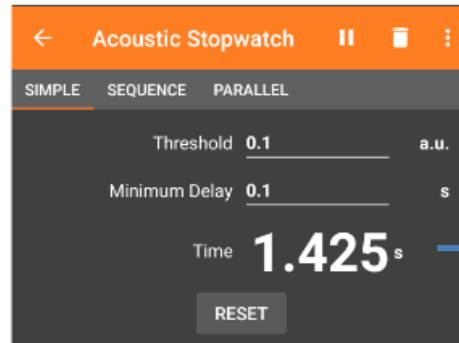 Acoustic Stopwatch
SIMPLE SEQUENCE PARALLEL
Threshold 0.1 a.u.
Minimum Delay 0.1 s
Time 1.425 s
RESET